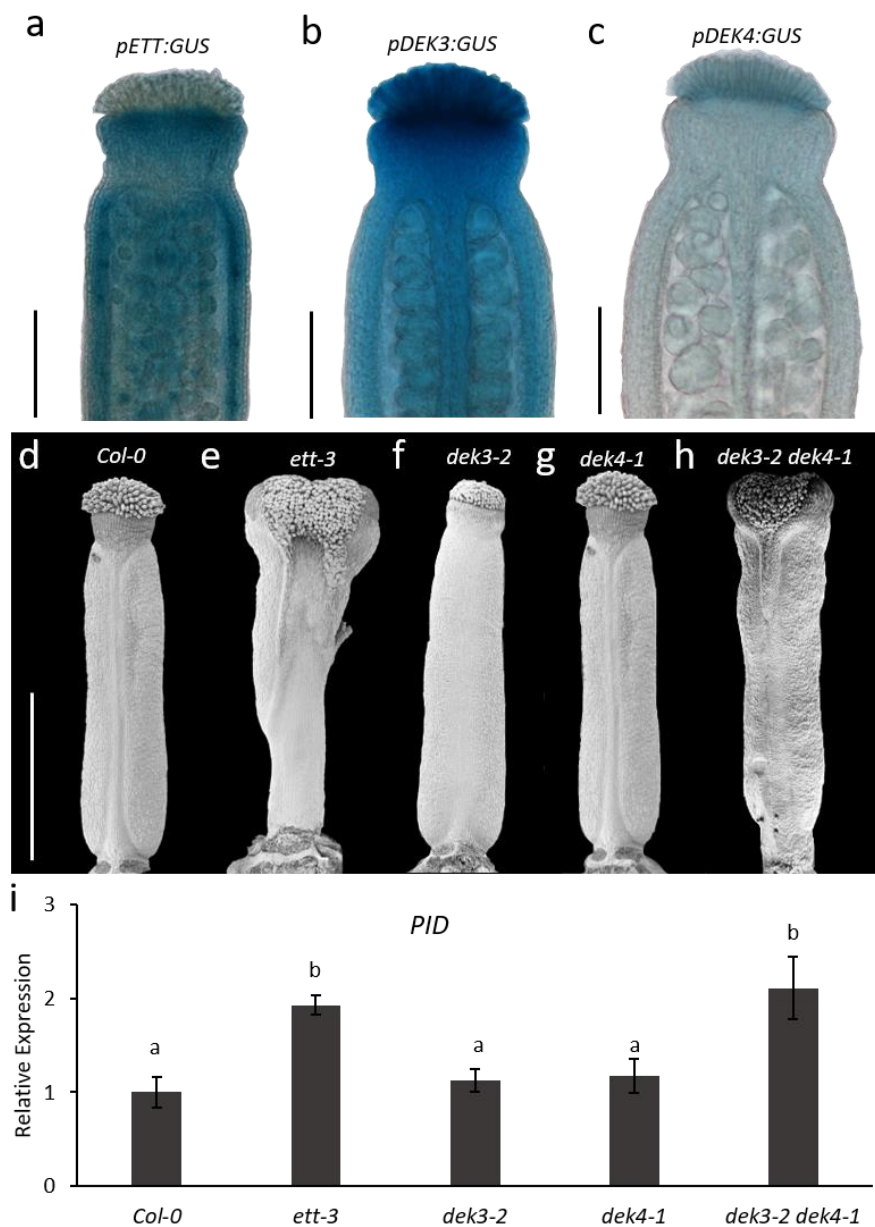 a b c
pETT:GUS pDEK3:GUS pDEK4:GUS
d Col-0 e ett-3 f dek3-2 g dek4-1 h dek3-2 dek4-1
i
3
PID
b b
2
a a a
1
0
Relative Expression
Col-0 ett-3 dek3-2 dek4-1 dek3-2 dek4-1